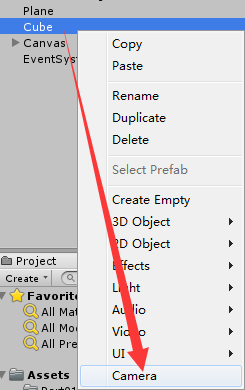 Plane
Cube
Canvas
EventSys
Copy
Paste
Rename
Duplicate
Delete
Select Prefab
Create Empty
3D Object
2D Object
Effects
Light
Audio
Video
UI
Camera
Project
Create
Favorit
All Mat
All Mod
All Pre
Assets